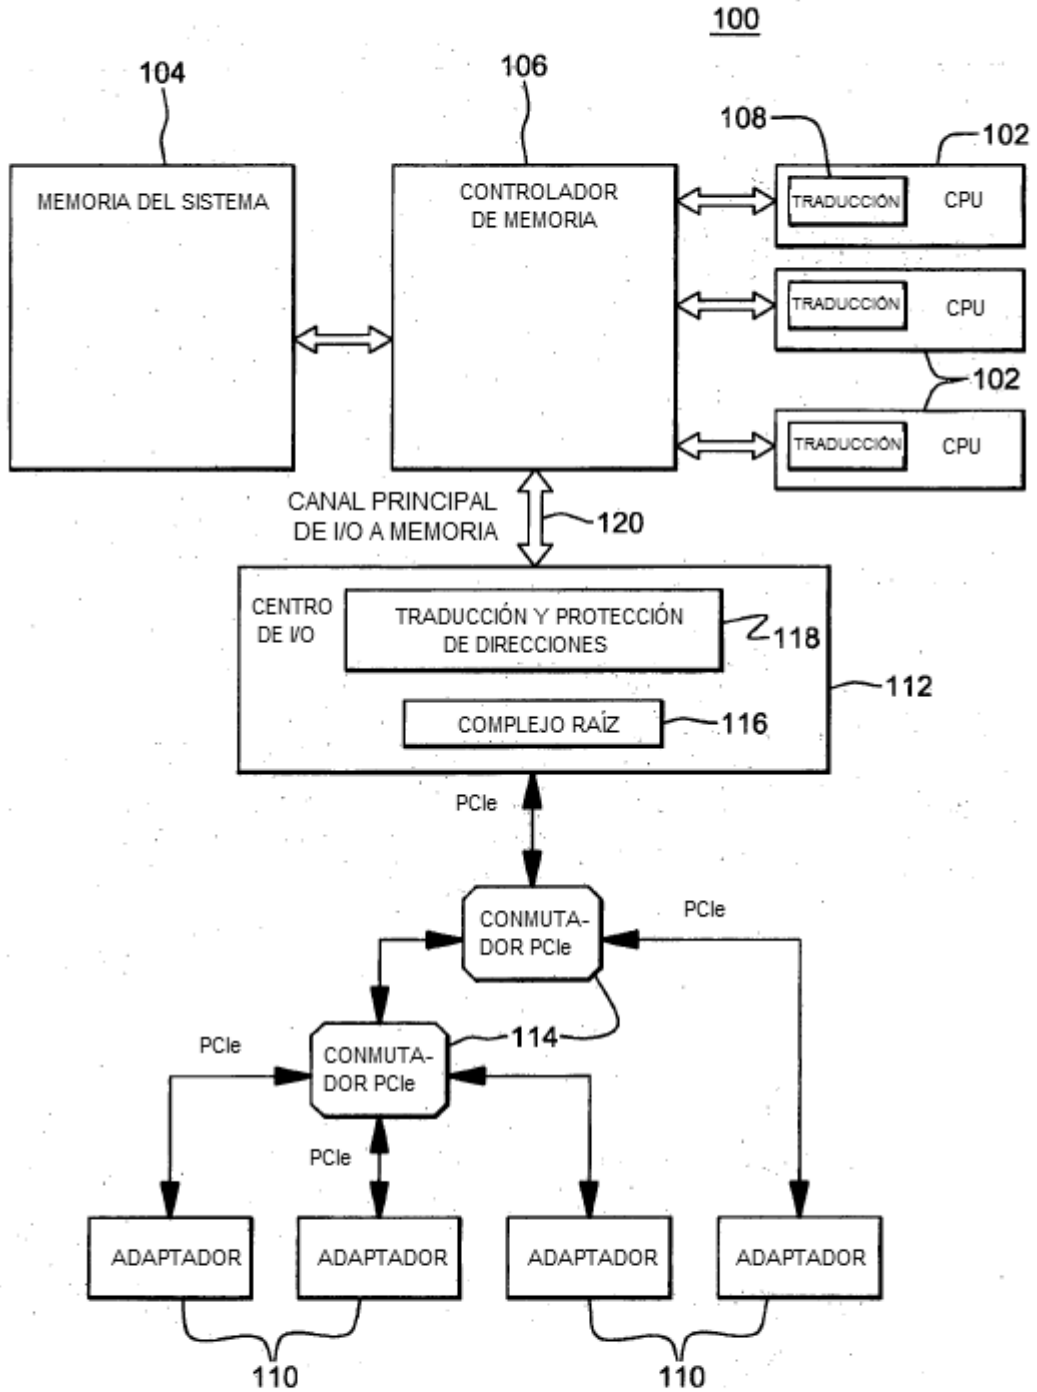 100
104
106
108
102
MEMORIA DEL SISTEMA
CONTROLADOR
DE MEMORIA
TRADUCCIÓN
CPU
TRADUCCIÓN
CPU
102
TRADUCCIÓN
CPU
CANAL PRINCIPAL
DE I/O A MEMORIA
120
CENTRO
DE I/O
TRADUCCIÓN Y PROTECCIÓN
DE DIRECCIONES
118
112
COMPLEJO RAÍZ
116
PCIe
CONMUTA-
DOR PCIe
PCIe
114
PCIe
CONMUTA-
DOR PCIe
PCIe
ADAPTADOR
ADAPTADOR
ADAPTADOR
ADAPTADOR
110
110